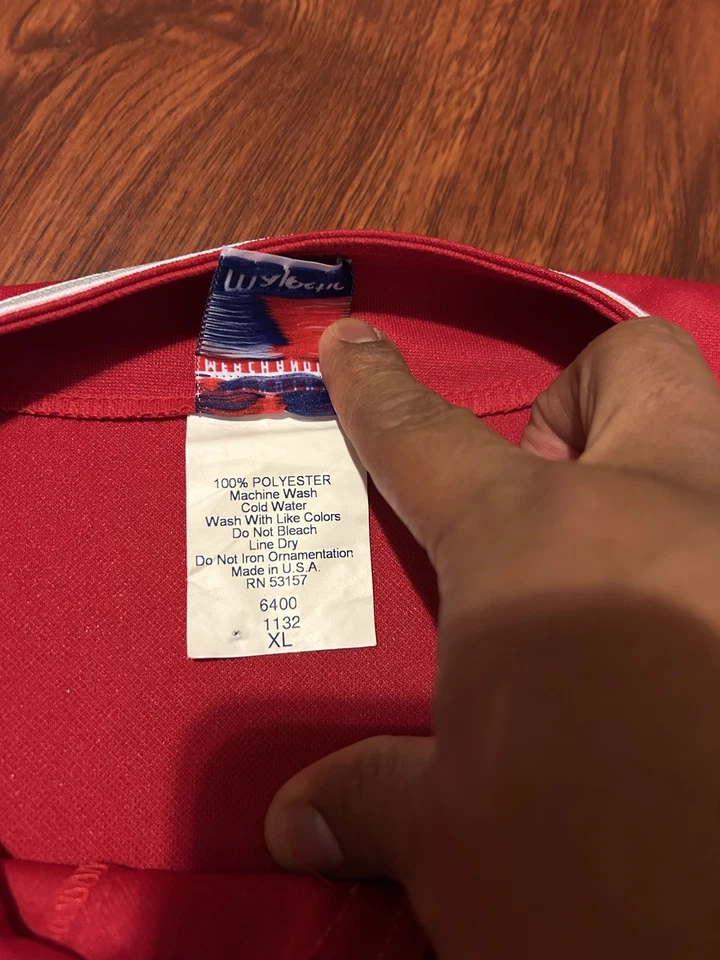 100% POLYESTER
Machine Wash
Cold Water
Wash With Like Colors
Do Not Bleach
Line Dry
Do Not Iron Ornamentation
Made in U.S.A.
RN 53157
6400
1132
XL